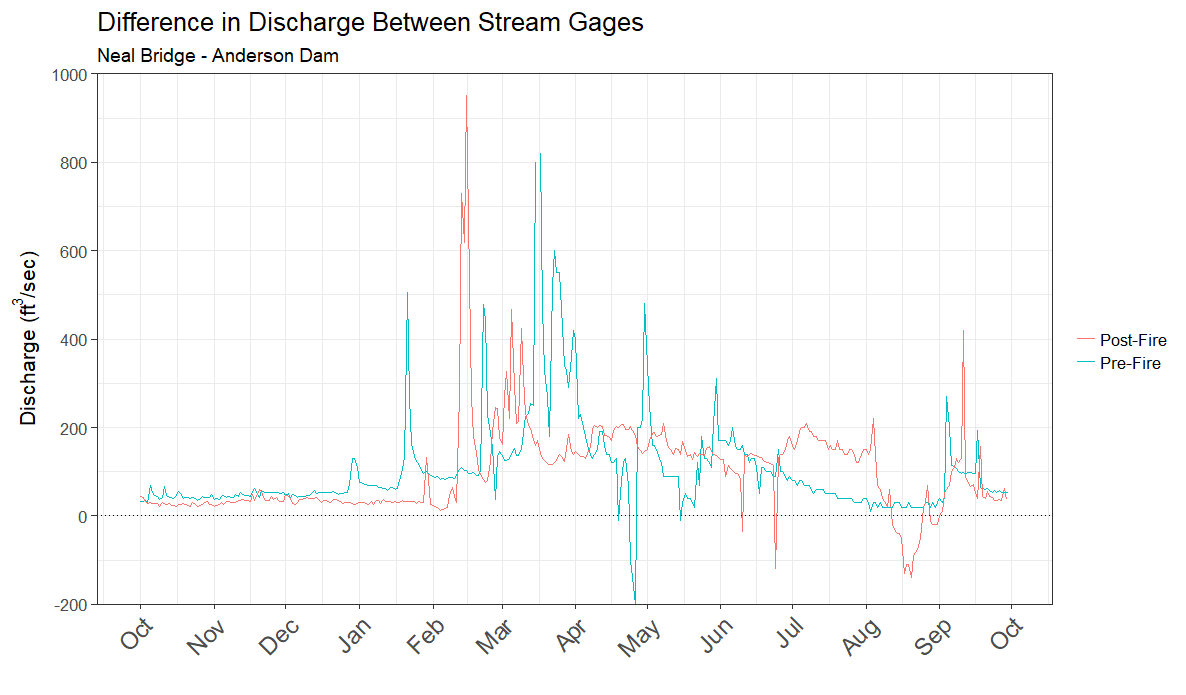 Difference in Discharge Between Stream Gages
Neal Bridge - Anderson Dam
1000
800
600
400
200
0
-200
Discharge (ft³/sec)
Oct Nov Dec Jan Feb Mar Apr May Jun Jul Aug Sep Oct
Post-Fire
Pre-Fire